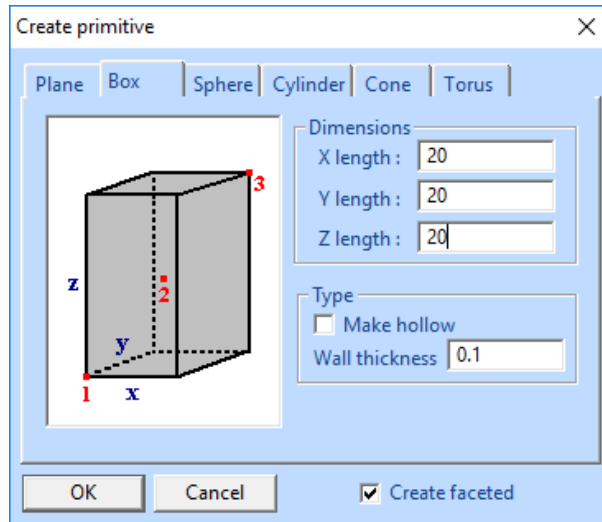 Create primitive
Plane Box Sphere Cylinder Cone Torus
Dimensions
X length : 20
Y length : 20
Z length : 20
3
z
2
y
1
x
Type
Make hollow
Wall thickness 0.1
OK Cancel Create faceted